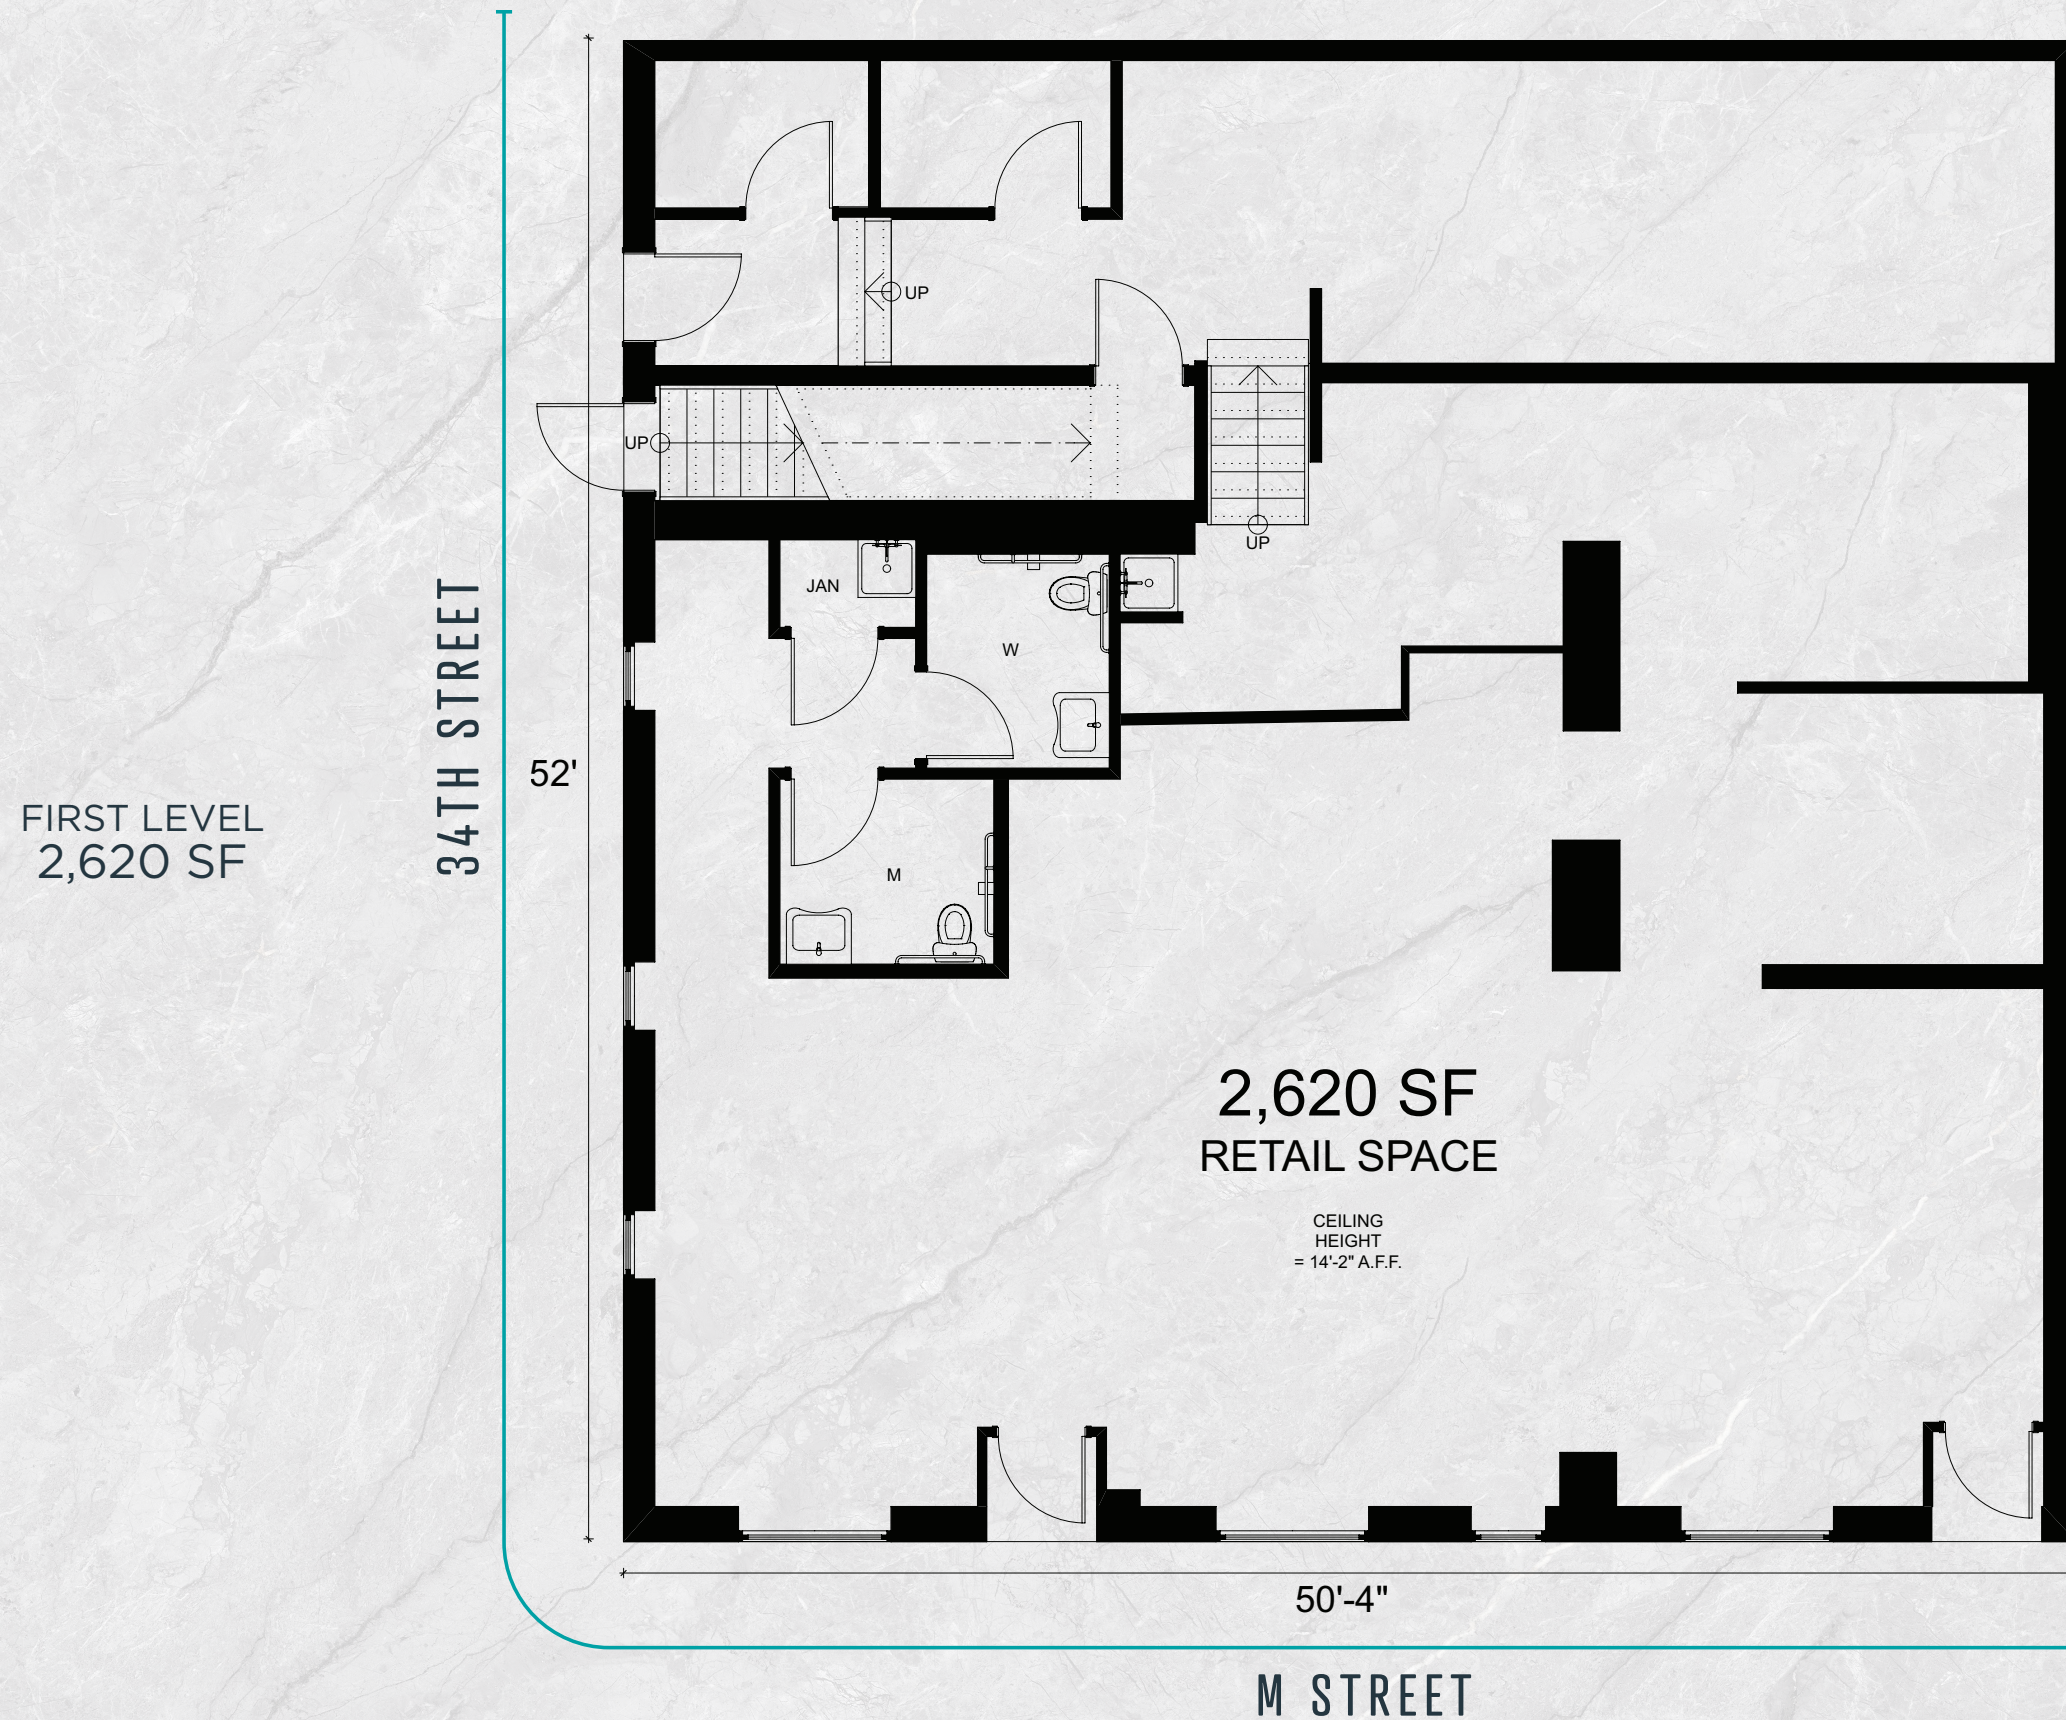 UP
UP
UP
JAN
W
34TH STREET
52'
FIRST LEVEL
2,620 SF
M
2,620 SF
RETAIL SPACE
CEILING
HEIGHT
= 14'-2" A.F.F.
50'-4"
M STREET